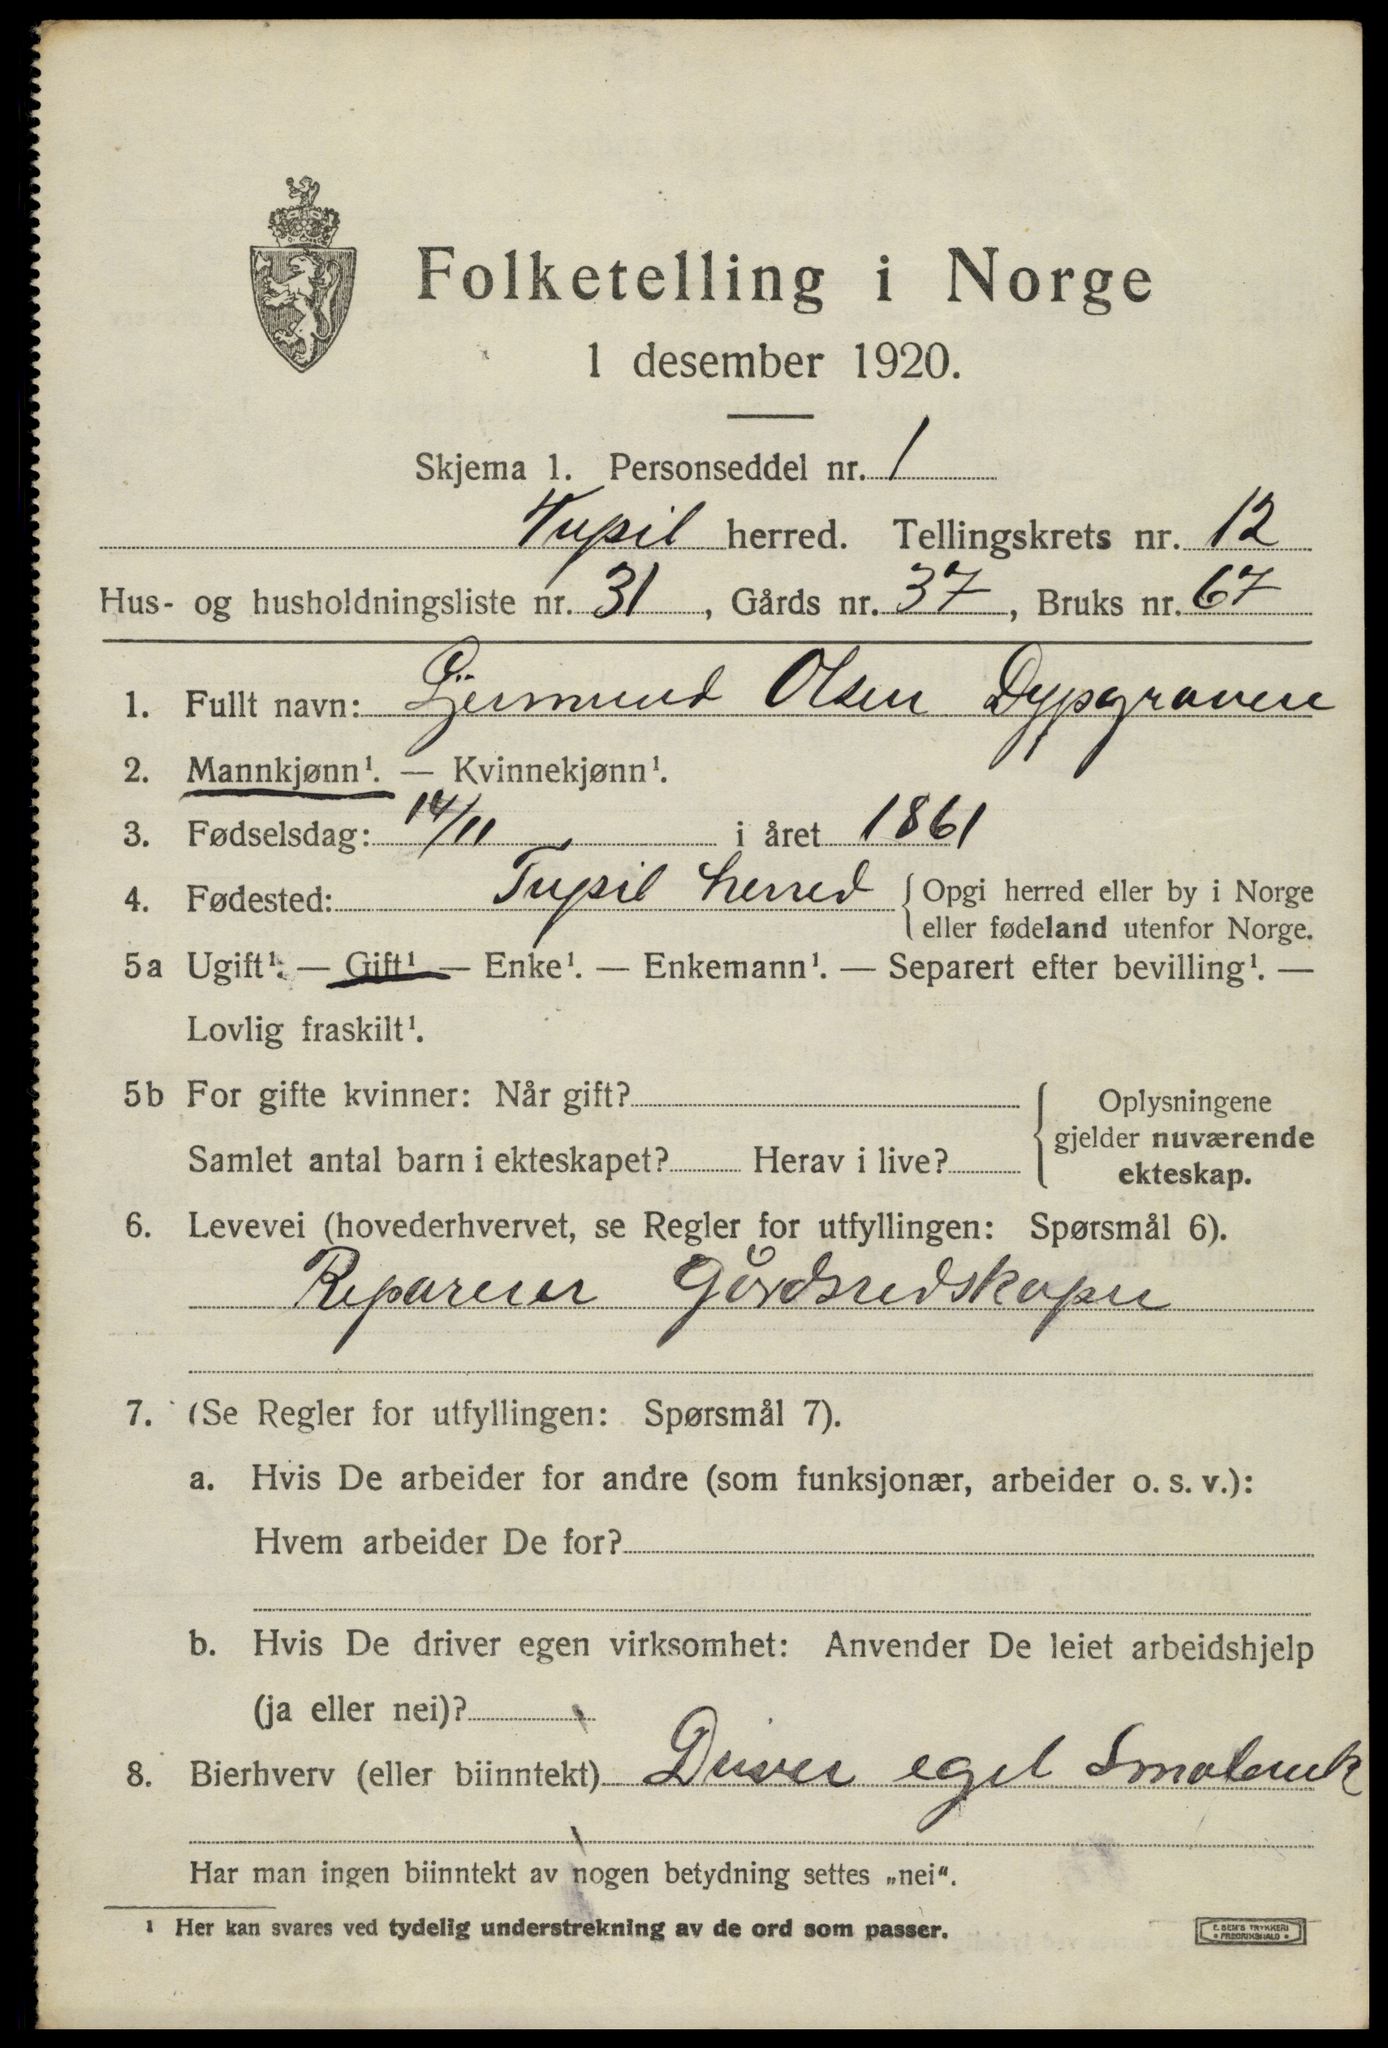 Folketelling i Norge
1 desember 1920.
Skjema 1. Personseddel nr. 1
herred. Tellingskrets nr. 12
Hus- og husholdningsliste nr. 31, Gårds nr. 37, Bruks nr. 67
1. Fullt navn: Gjermund Olsen Dypgraven
2. Mannkjønn¹. — Kvinnekjønn¹.
3. Fødselsdag: 14/11 i året 1861
4. Fødested: herred { Opgi herred eller by i Norge
eller fødeland utenfor Norge.
5a Ugift¹. — Gift¹ — Enke¹. — Enkemann¹. — Separert efter bevilling¹. —
Lovlig fraskilt¹.
5b For gifte kvinner: Når gift?
Samlet antal barn i ekteskapet? Herav i live?
Oplysningene
gjelder nuværende
ekteskap.
6. Levevei (hovederhvervet, se Regler for utfyllingen: Spørsmål 6).
Reparerer Gårdsredskaper
7. (Se Regler for utfyllingen: Spørsmål 7).
a. Hvis De arbeider for andre (som funksjonær, arbeider o. s. v.):
Hvem arbeider De for?
b. Hvis De driver egen virksomhet: Anvender De leiet arbeidshjelp
(ja eller nei)?
8. Bierhverv (eller biinntekt) Driver eget Smabruk
Har man ingen biinntekt av nogen betydning settes „nei“.
¹ Her kan svares ved tydelig understrekning av de ord som passer.
E. SEM'S TRYKKERI
• FREDRIKSHALD •